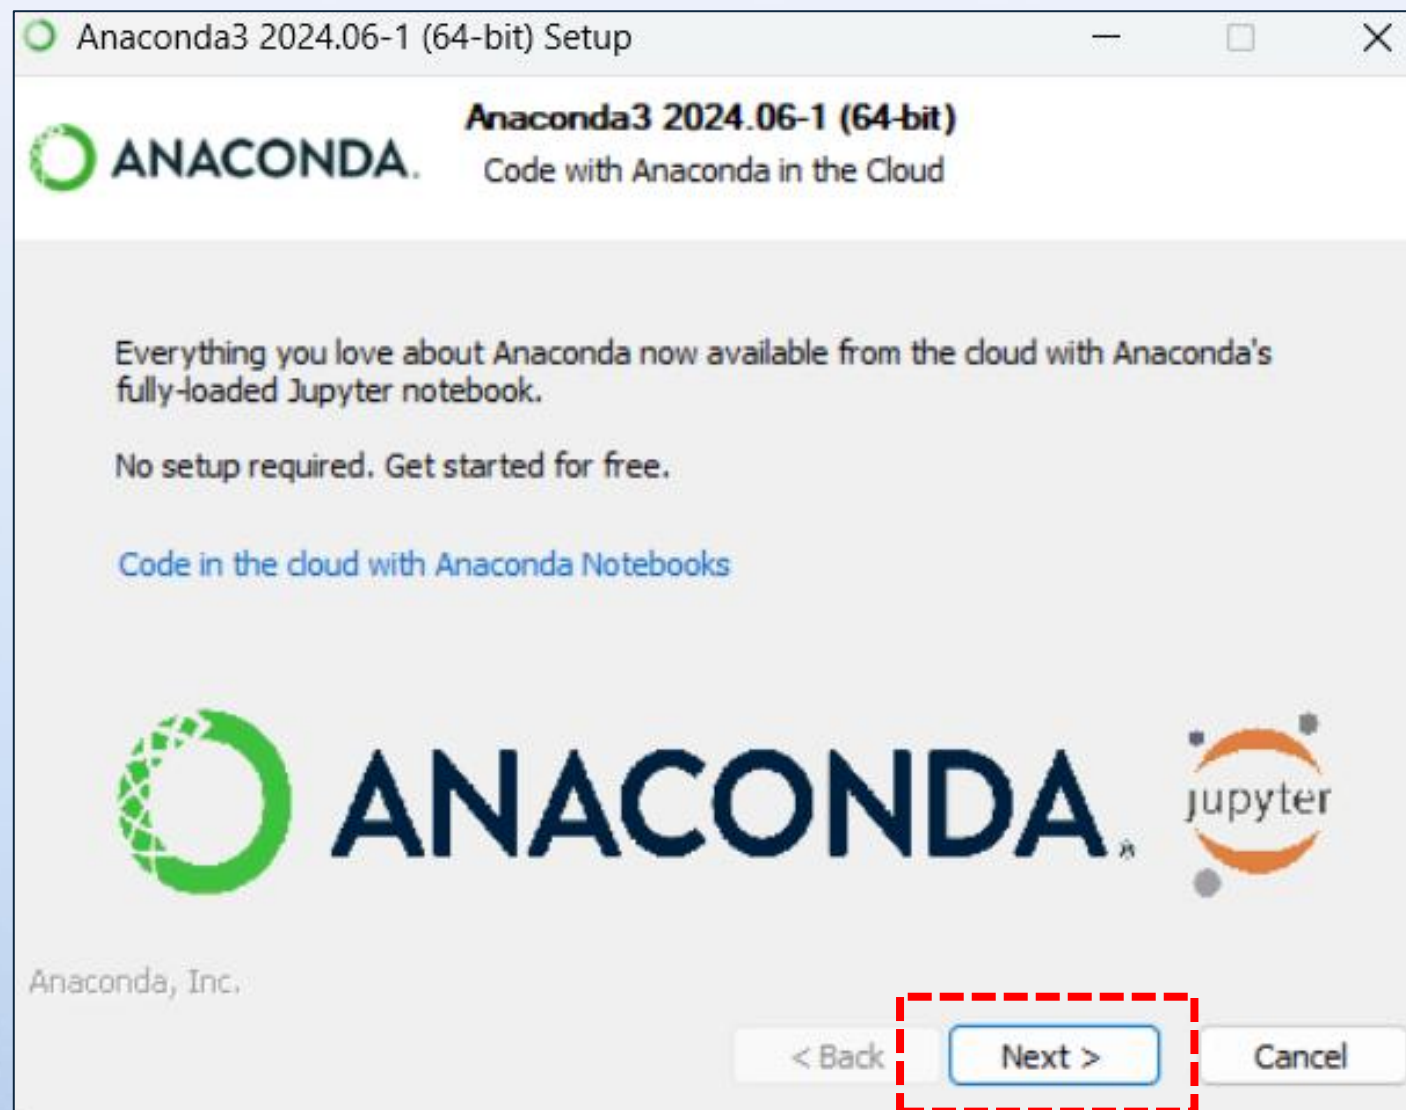 Anaconda3 2024.06-1 (64-bit) Setup
ANACONDA.
Anaconda3 2024.06-1 (64-bit)
Code with Anaconda in the Cloud
Everything you love about Anaconda now available from the cloud with Anaconda's
fully-loaded Jupyter notebook.
No setup required. Get started for free.
Code in the cloud with Anaconda Notebooks
ANACONDA.
jupyter
Anaconda, Inc.
< Back
Next >
Cancel